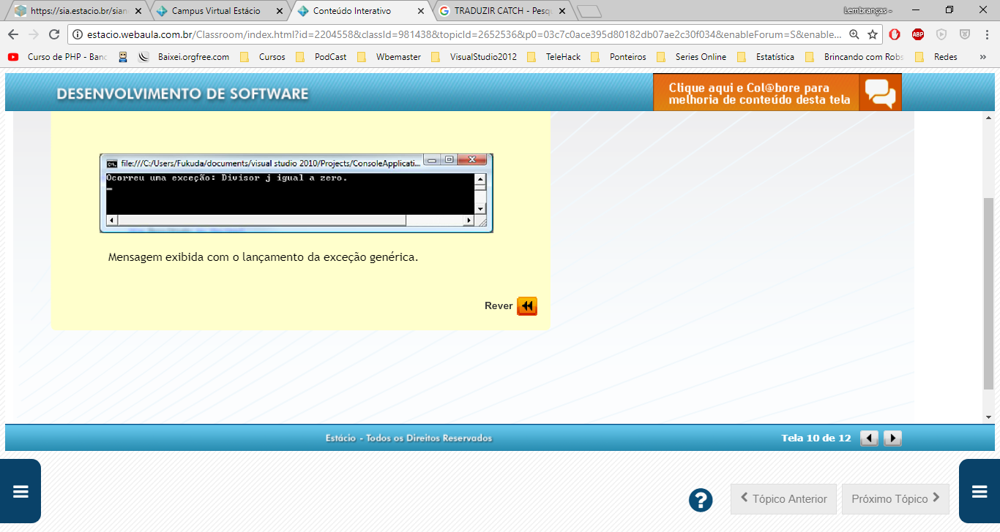 https://sia.estacio.br/sian
Campus Virtual Estácio
Conteúdo Interativo
TRADUZIR CATCH - Pesq
Lembranças
estacio.webaula.com.br/Classroom/index.html?id=2204558&classId=981438&topicId=2652536&p0=03c7c0ace395d80182db07ae2c30f034&enableForum=S&enable...
ABP
Curso de PHP - Banc
Baixei.orgfree.com
Cursos
PodCast
Wbemaster
VisualStudio2012
TeleHack
Ponteiros
Series Online
Estatística
Brincando com Robs
Redes
»
DESENVOLVIMENTO DE SOFTWARE
Clique aqui e Col@bore para
melhoria de conteúdo desta tela
file:///C:/Users/Fukuda/documents/visual studio 2010/Projects/ConsoleApplicati...
Ocorreu uma exceção: Divisor j igual a zero.
Mensagem exibida com o lançamento da exceção genérica.
Rever
Estácio - Todos os Direitos Reservados
Tela 10 de 12
?
Tópico Anterior
Próximo Tópico